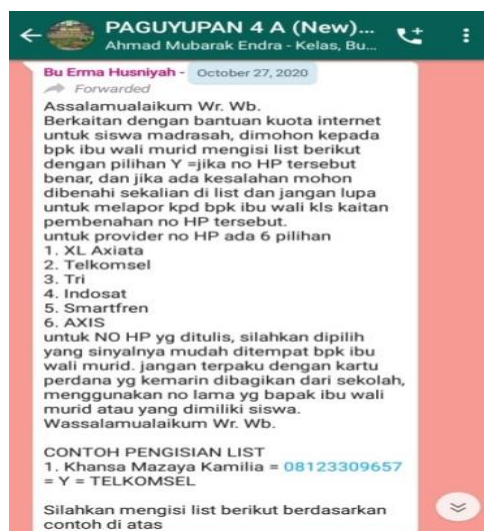 PAGUYUPAN 4 A (New)...
Ahmad Mubarak Endra - Kelas, Bu...
Bu Erma Husniyah - October 27, 2020
Forwarded
Assalamualaikum Wr. Wb.
Berkaitan dengan bantuan kuota internet
untuk siswa madrasah, dimohon kepada
bpk ibu wali murid mengisi list berikut
dengan pilihan Y =jika no HP tersebut
benar, dan jika ada kesalahan mohon
dibenahi sekalian di list dan jangan lupa
untuk melapor kpd bpk ibu wali kls kaitan
pembenahan no HP tersebut.
untuk provider no HP ada 6 pilihan
1. XL Axiata
2. Telkomsel
3. Tri
4. Indosat
5. Smartfren
6. AXIS
untuk NO HP yg ditulis, silahkan dipilih
yang sinyalnya mudah ditempat bpk ibu
wali murid. jangan terpaku dengan kartu
perdana yg kemarin dibagikan dari sekolah,
menggunakan no lama yg bapak ibu wali
murid atau yang dimiliki siswa.
Wassalamualaikum Wr. Wb.
CONTOH PENGISIAN LIST
1. Khansa Mazaya Kamilia = 08123309657
= Y = TELKOMSEL
Silahkan mengisi list berikut berdasarkan
contoh di atas